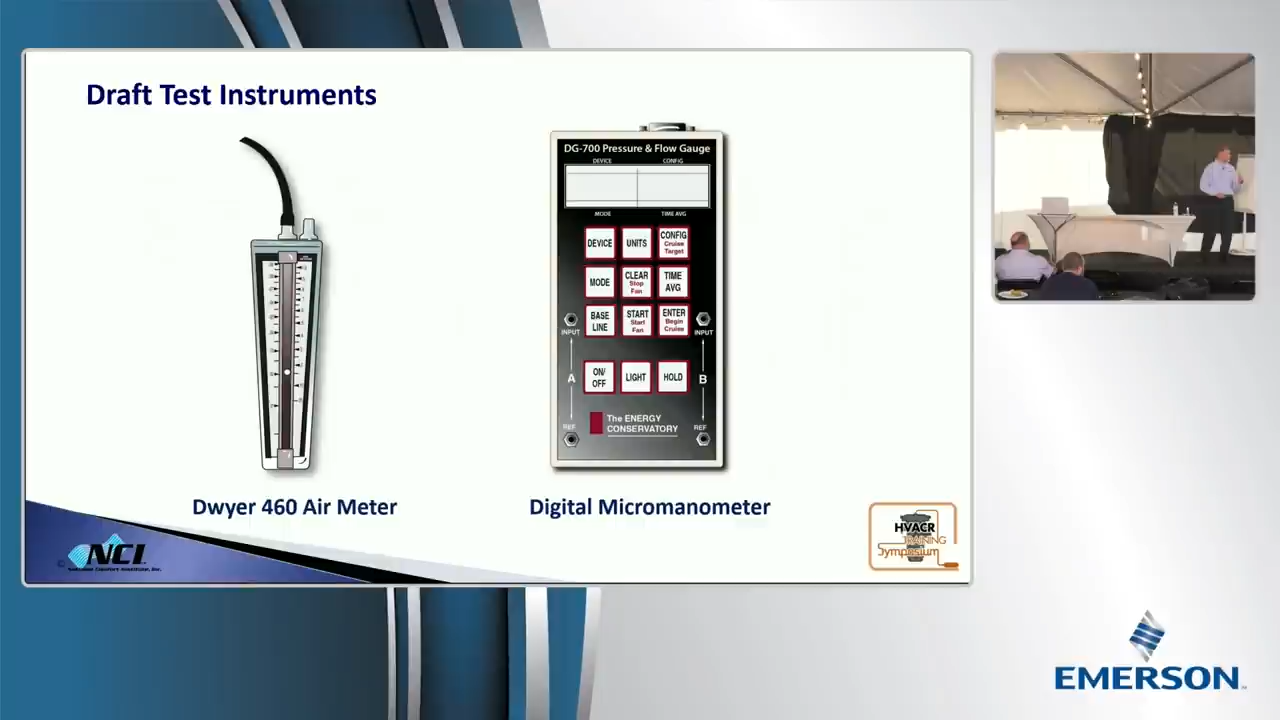 Draft Test Instruments
DG-700 Pressure & Flow Gauge
DEVICE CONFIG
MODE TIME AVG
DEVICE UNITS CONFIG
Cruise
Target
MODE CLEAR TIME
Stop AVG
Fan
BASE START ENTER
LINE Start Begin
Fan Cruise
INPUT INPUT
ON/ LIGHT HOLD
OFF
A B
The ENERGY
CONSERVATORY
REF REF
Dwyer 460 Air Meter
Digital Micromanometer
NCI
HVACR
TRAINING
Symposium
EMERSON